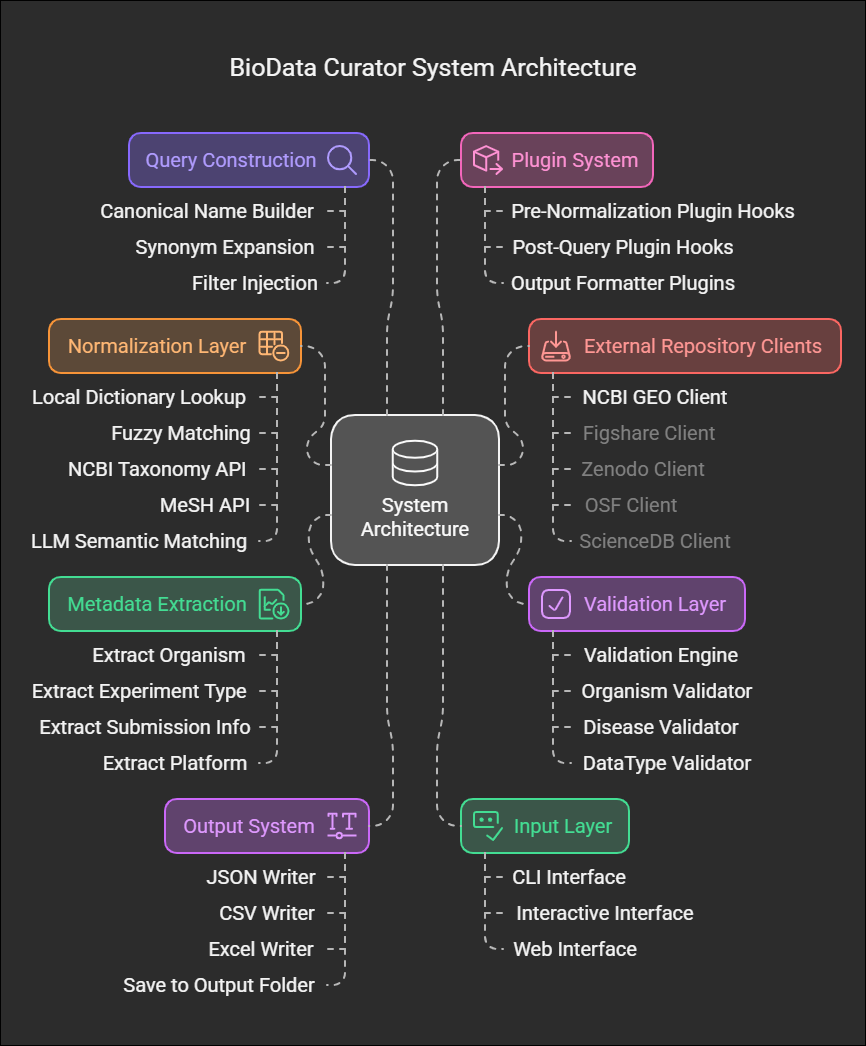 BioData Curator System Architecture
Query Construction
Canonical Name Builder
Synonym Expansion
Filter Injection
Plugin System
Pre-Normalization Plugin Hooks
Post-Query Plugin Hooks
Output Formatter Plugins
Normalization Layer
Local Dictionary Lookup
Fuzzy Matching
NCBI Taxonomy API
MeSH API
LLM Semantic Matching
External Repository Clients
NCBI GEO Client
Figshare Client
Zenodo Client
OSF Client
ScienceDB Client
System
Architecture
Metadata Extraction
Extract Organism
Extract Experiment Type
Extract Submission Info
Extract Platform
Validation Layer
Validation Engine
Organism Validator
Disease Validator
DataType Validator
Output System
JSON Writer
CSV Writer
Excel Writer
Save to Output Folder
Input Layer
CLI Interface
Interactive Interface
Web Interface